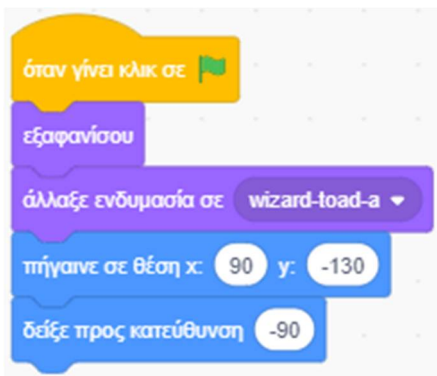 όταν γίνει κλικ σε
εξαφανίσου
άλλαξε ενδυμασία σε wizard-toad-a
πήγαινε σε θέση x: 90 y: -130
δείξε προς κατεύθυνση -90